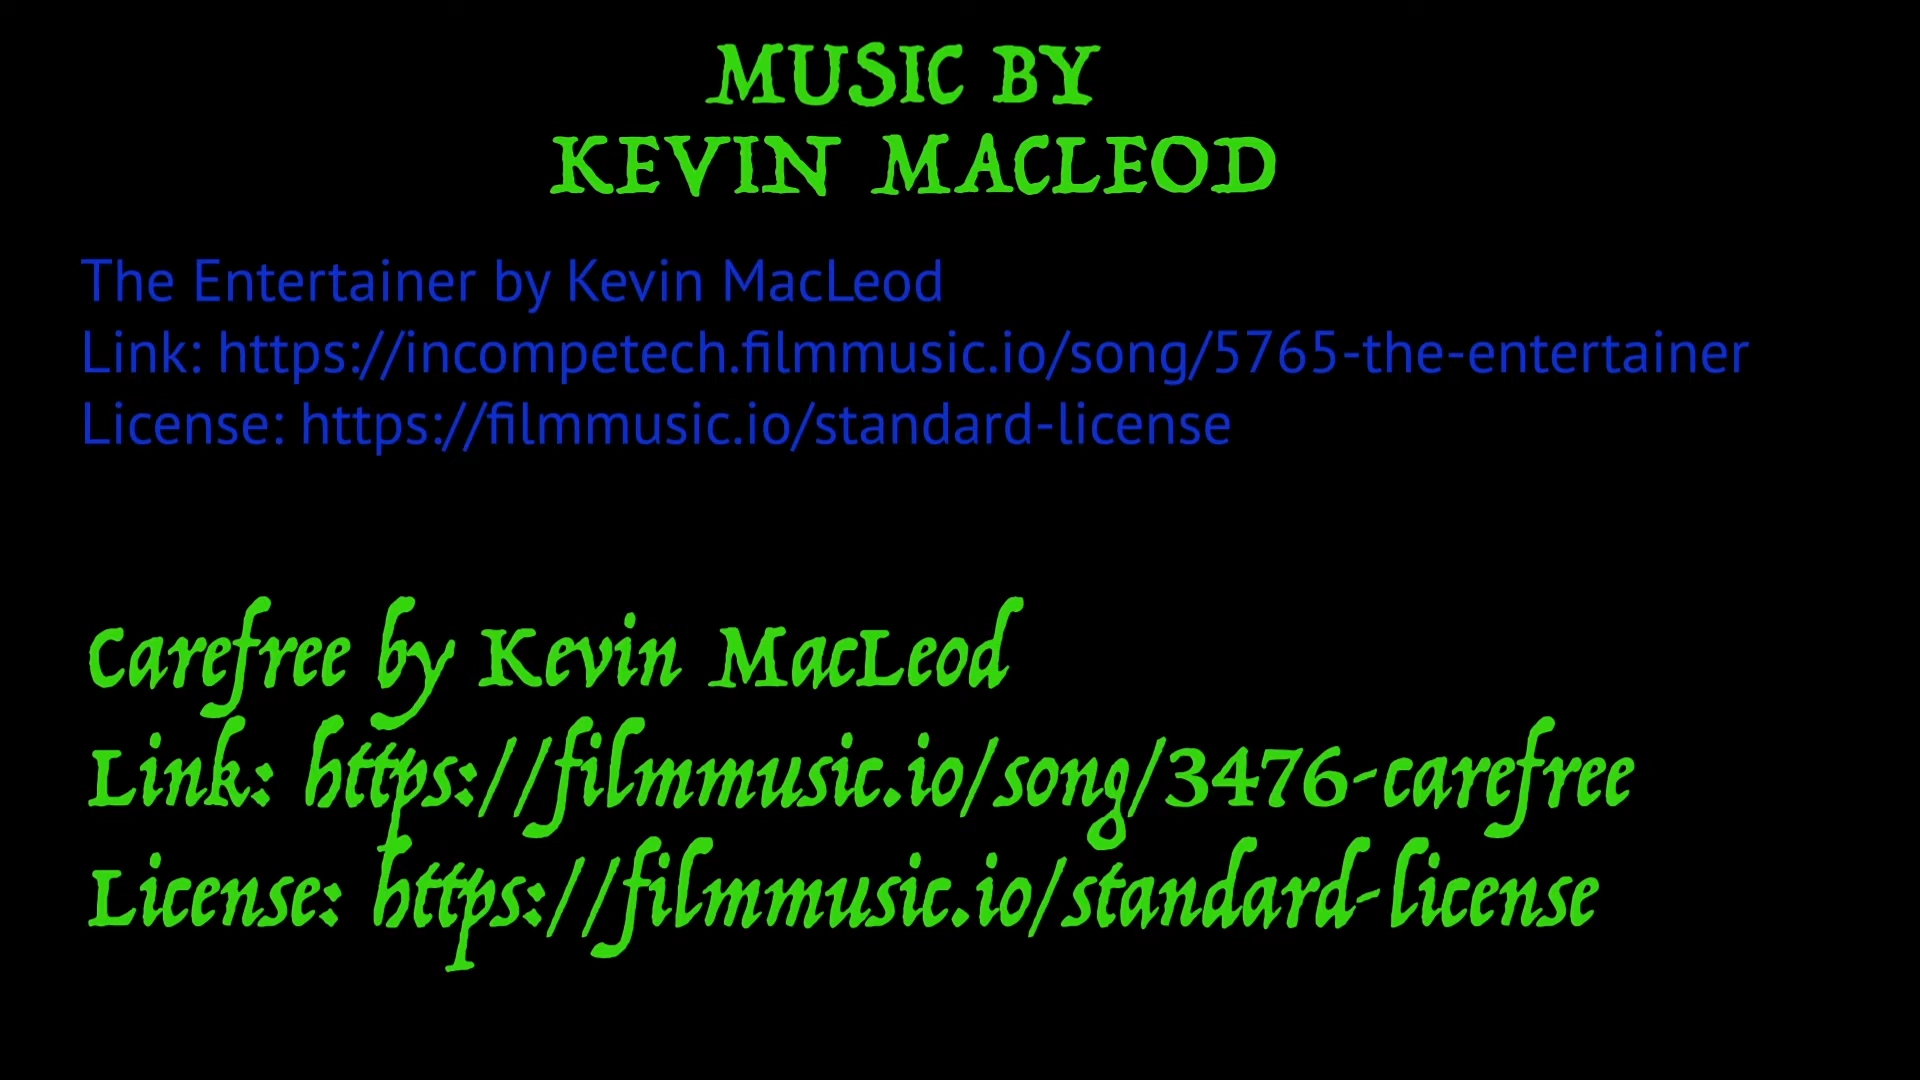 MUSIC BY
KEVIN MACLEOD
The Entertainer by Kevin MacLeod
Link: https://incompetech.filmmusic.io/song/5765-the-entertainer
License: https://filmmusic.io/standard-license
Carefree by Kevin MacLeod
Link: https://filmmusic.io/song/3476-carefree
License: https://filmmusic.io/standard-license